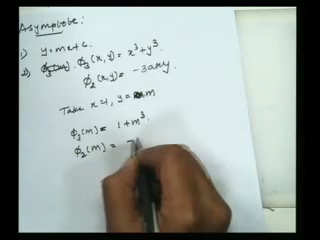 Asymptote:
1) y = mx + c.
2) ϕ₃(x,y) = x³ + y³.
ϕ₂(x,y) = -3axy.
Take x=1, y = m
ϕ₃(m) = 1 + m³.
ϕ₂(m) = -